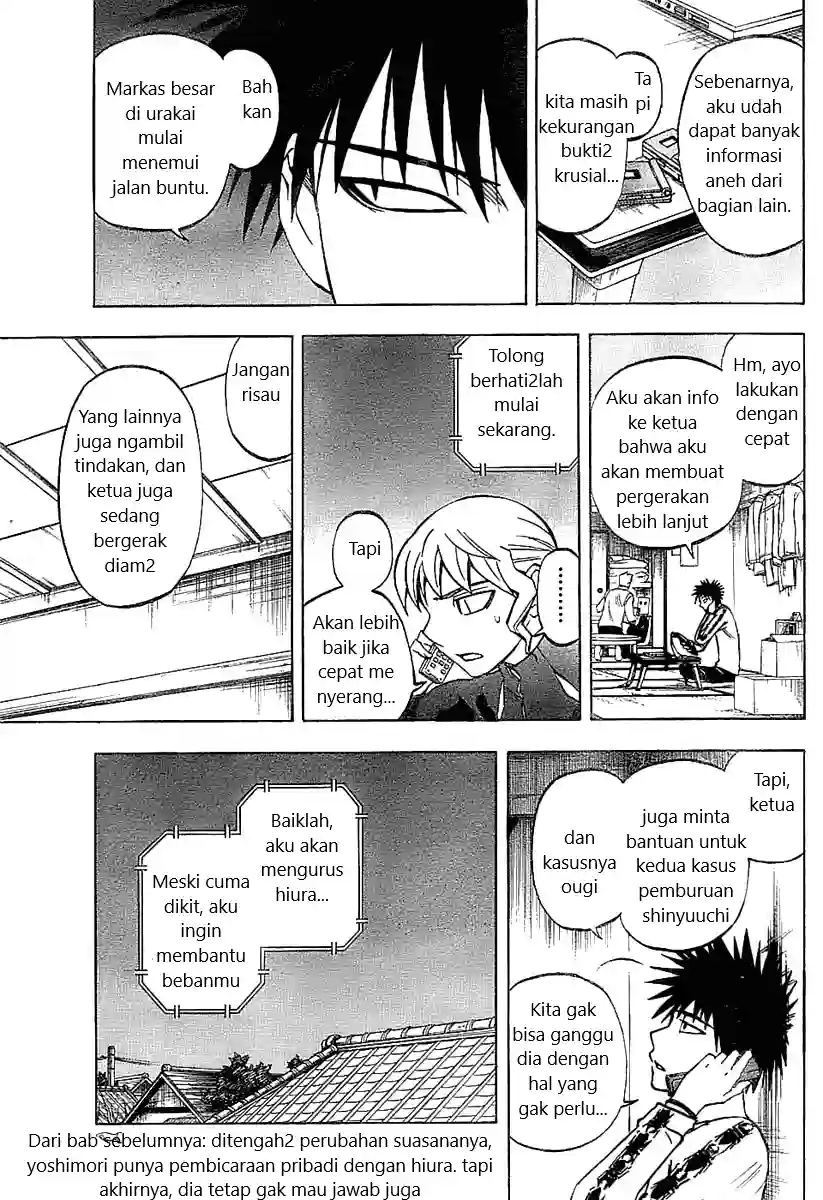 Sebenarnya,
aku udah
dapat banyak
informasi
aneh dari
bagian lain.
Ta
pi
kita masih
kekurangan
bukti2
krusial...
Bah
kan
Markas besar
di urakai
mulai
menemui
jalan buntu.
Hm, ayo
lakukan
dengan
cepat
Aku akan info
ke ketua
bahwa aku
akan membuat
pergerakan
lebih lanjut
Tolong
berhati2lah
mulai
sekarang.
.........
Tapi
Akan lebih
baik jika
cepat me
nyerang...
Jangan
risau
Yang lainnya
juga ngambil
tindakan, dan
ketua juga
sedang
bergerak
diam2
Tapi,
ketua
juga minta
bantuan untuk
kedua kasus
pemburuan
shinyuuchi
dan
kasusnya
ougi
Kita gak
bisa ganggu
dia dengan
hal yang
gak perlu...
Baiklah,
aku akan
mengurus
hiura...
Meski cuma
dikit, aku
ingin
membantu
bebanmu
Dari bab sebelumnya: ditengah2 perubahan suasananya,
yoshimori punya pembicaraan pribadi dengan hiura. tapi
akhirnya, dia tetap gak mau jawab juga